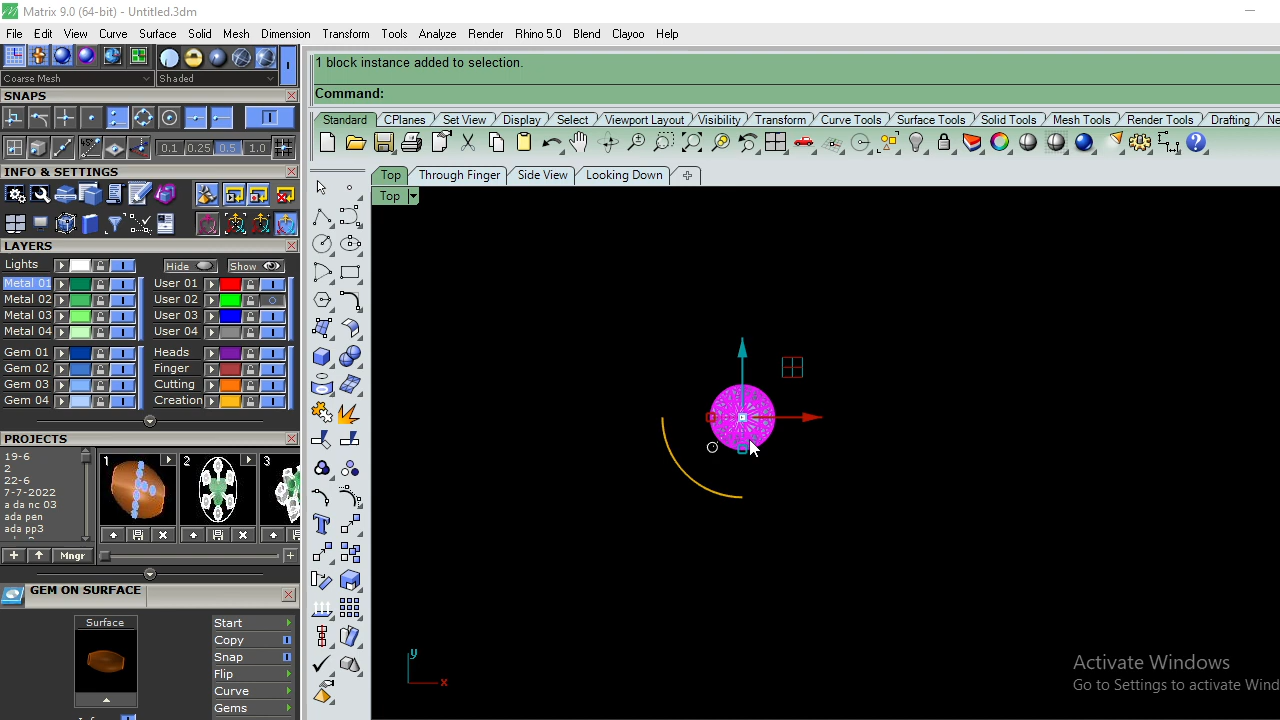 Matrix 9.0 (64-bit) - Untitled.3dm
File Edit View Curve Surface Solid Mesh Dimension Transform Tools Analyze Render Rhino 5.0 Blend Clayoo Help
Coarse Mesh
Shaded
1 block instance added to selection.
Command:
SNAPS
0.1 0.25 0.5 1.0
Standard CPlanes Set View Display Select Viewport Layout Visibility Transform Curve Tools Surface Tools Solid Tools Mesh Tools Render Tools Drafting Ne
INFO & SETTINGS
Top Through Finger Side View Looking Down
Top
LAYERS
Lights Hide Show
Metal 01 User 01
Metal 02 User 02
Metal 03 User 03
Metal 04 User 04
Gem 01 Heads
Gem 02 Finger
Gem 03 Cutting
Gem 04 Creation
PROJECTS
19-6
2
22-6
7-7-2022
a da nc 03
ada pen
ada pp3
1 2 3
Mngr
GEM ON SURFACE
Surface
Start
Copy
Snap
Flip
Curve
Gems
y
x
Activate Windows
Go to Settings to activate Wind